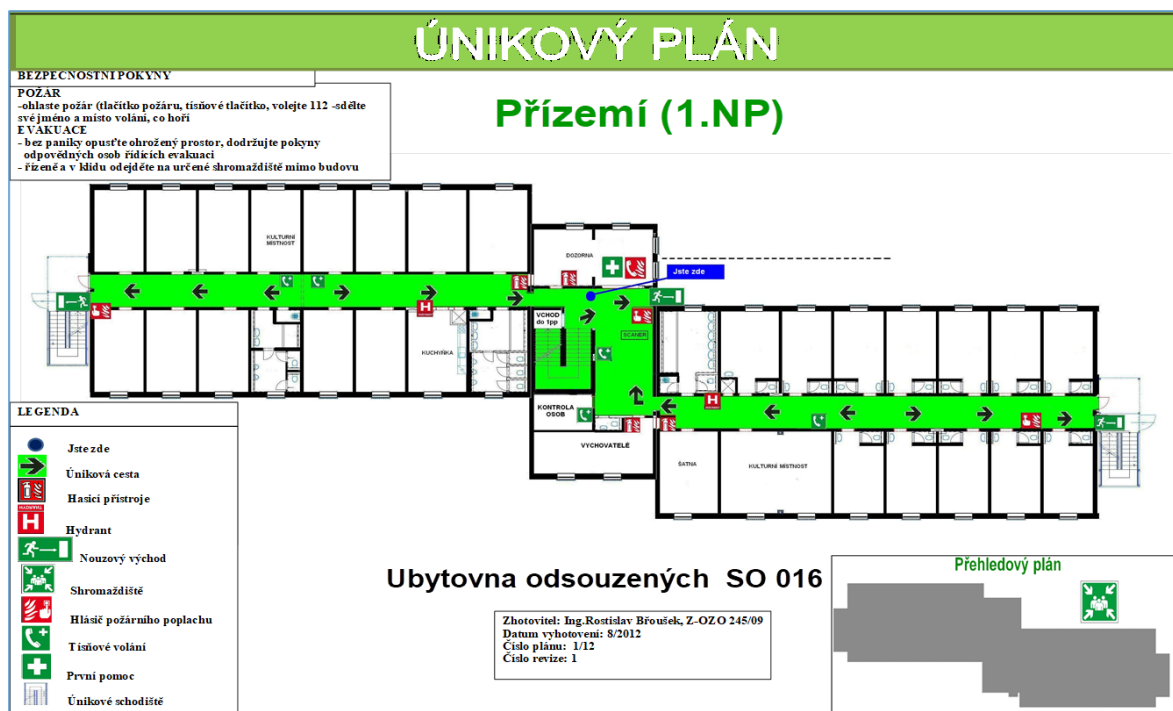 ÚNIKOVÝ PLÁN
BEZPEČNOSTNÍ POKYNY
POŽÁR
-ohlaste požár (tlačítko požáru, tísňové tlačítko, volejte 112 -sdělte
své jméno a místo volání, co hoří
EVAKUACE
- bez paniky opusťte ohrožený prostor, dodržujte pokyny
odpovědných osob řídících evakuaci
- řízeně a v klidu odejděte na určené shromaždiště mimo budovu
Přízemí (1.NP)
KULTURNÍ
MÍSTNOST
DOZORNA
Jste zde
VCHOD
do 1pp
SCANER
KUCHYŇKA
H
H
KONTROLA
OSOB
VYCHOVATELÉ
ŠATNA
KULTURNÍ MÍSTNOST
LEGENDA
Jste zde
Úniková cesta
Hasicí přístroje
H
Hydrant
Nouzový východ
Shromaždiště
Hlásič požárního poplachu
Tísňové volání
První pomoc
Únikové schodiště
Ubytovna odsouzených SO 016
Zhotovitel: Ing.Rostislav Břoušek, Z-OZO 245/09
Datum vyhotovení: 8/2012
Číslo plánu: 1/12
Číslo revize: 1
Přehledový plán